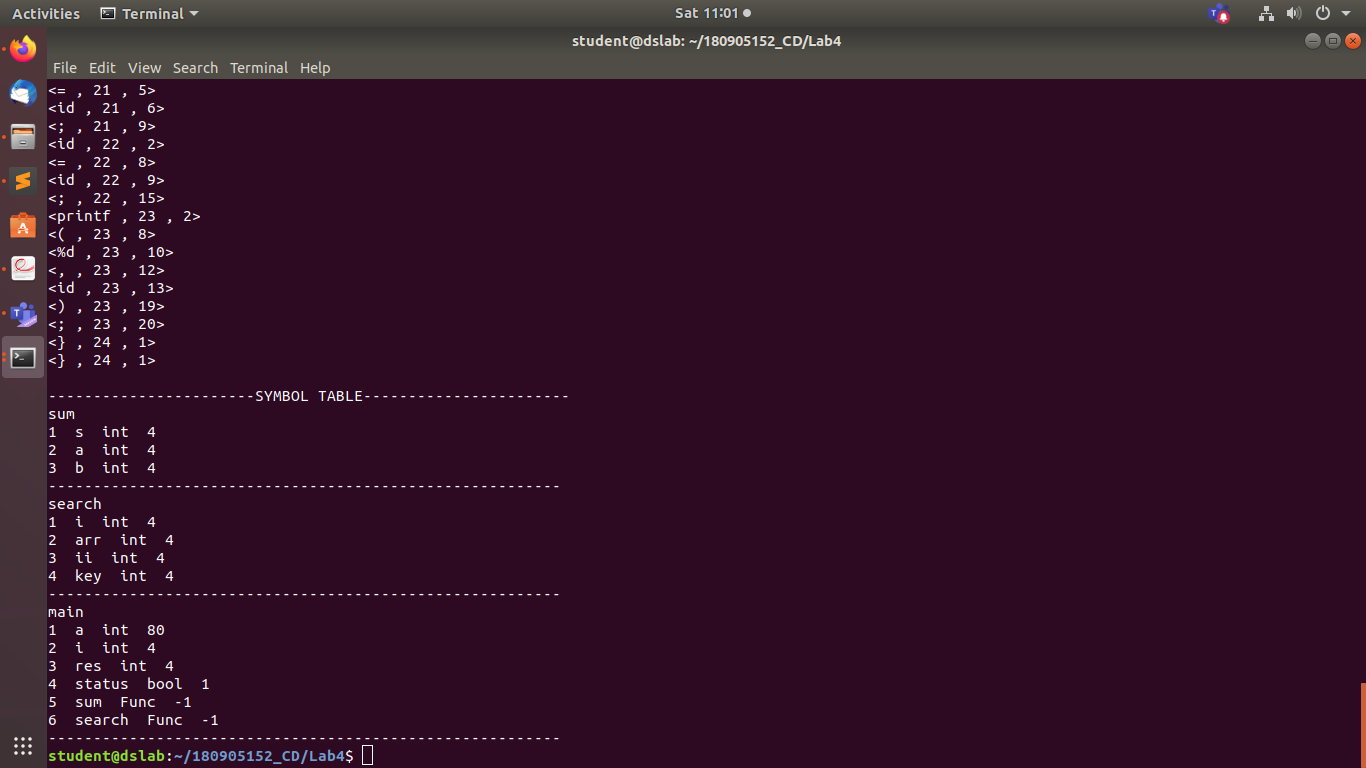 Activities Terminal Sat 11:01
student@dslab: ~/180905152_CD/Lab4
File Edit View Search Terminal Help
<= , 21 , 5>
<id , 21 , 6>
<; , 21 , 9>
<id , 22 , 2>
<= , 22 , 8>
<id , 22 , 9>
<; , 22 , 15>
<printf , 23 , 2>
<( , 23 , 8>
<%d , 23 , 10>
<, , 23 , 12>
<id , 23 , 13>
<) , 23 , 19>
<; , 23 , 20>
<} , 24 , 1>
<} , 24 , 1>
-----------------------SYMBOL TABLE-----------------------
sum
1  s  int  4
2  a  int  4
3  b  int  4
---------------------------------------------------------
search
1  i  int  4
2  arr  int  4
3  ii  int  4
4  key  int  4
---------------------------------------------------------
main
1  a  int  80
2  i  int  4
3  res  int  4
4  status  bool  1
5  sum  Func  -1
6  search  Func  -1
---------------------------------------------------------
student@dslab:~/180905152_CD/Lab4$